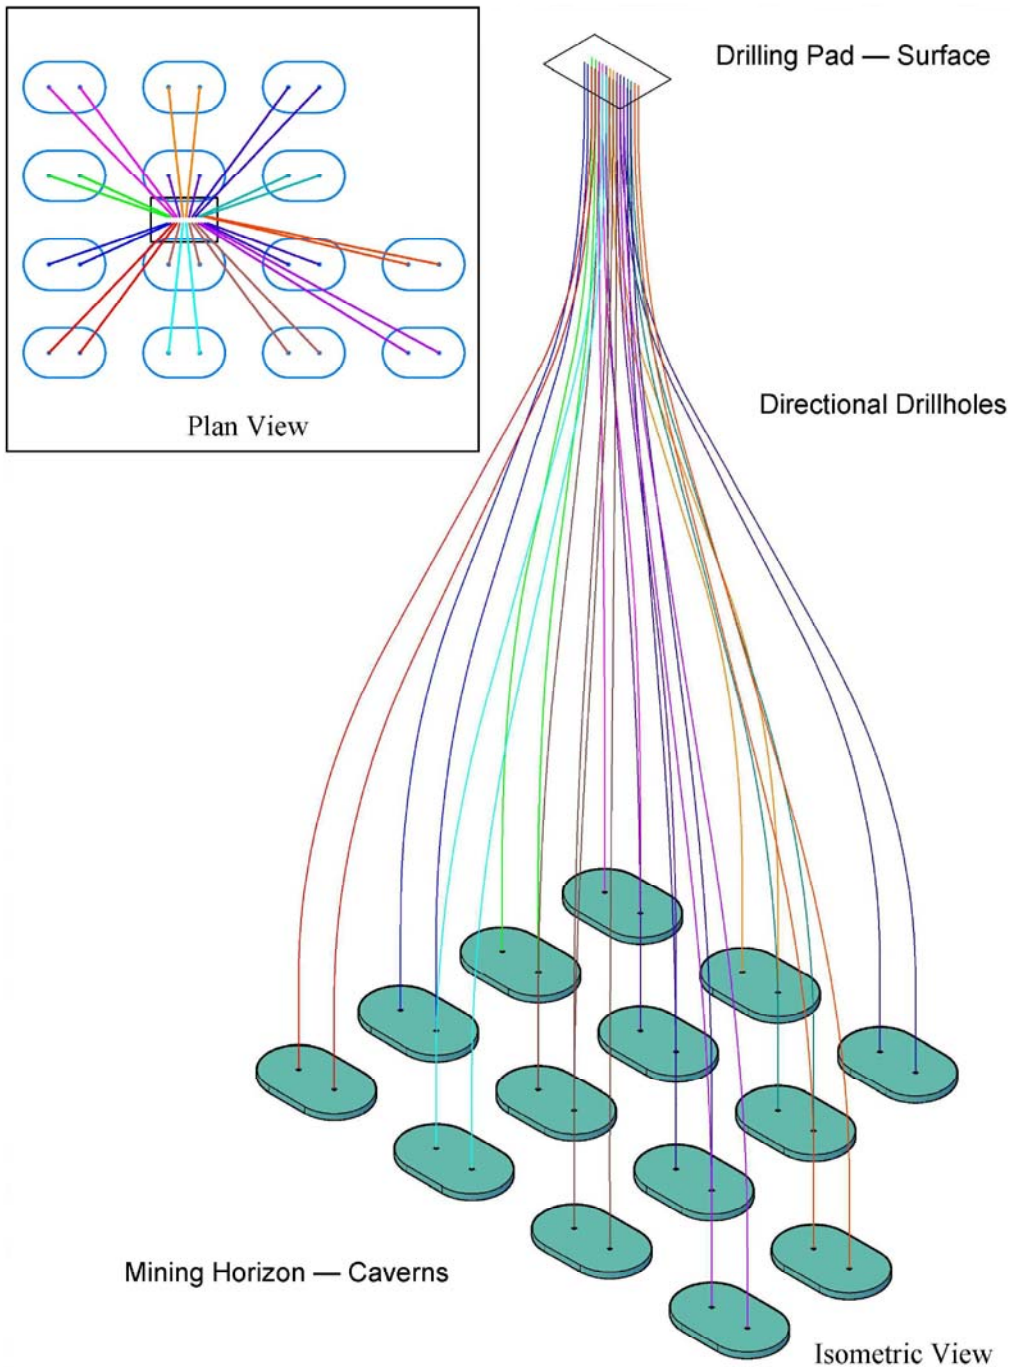 Drilling Pad — Surface
Plan View
Directional Drillholes
Mining Horizon — Caverns
Isometric View